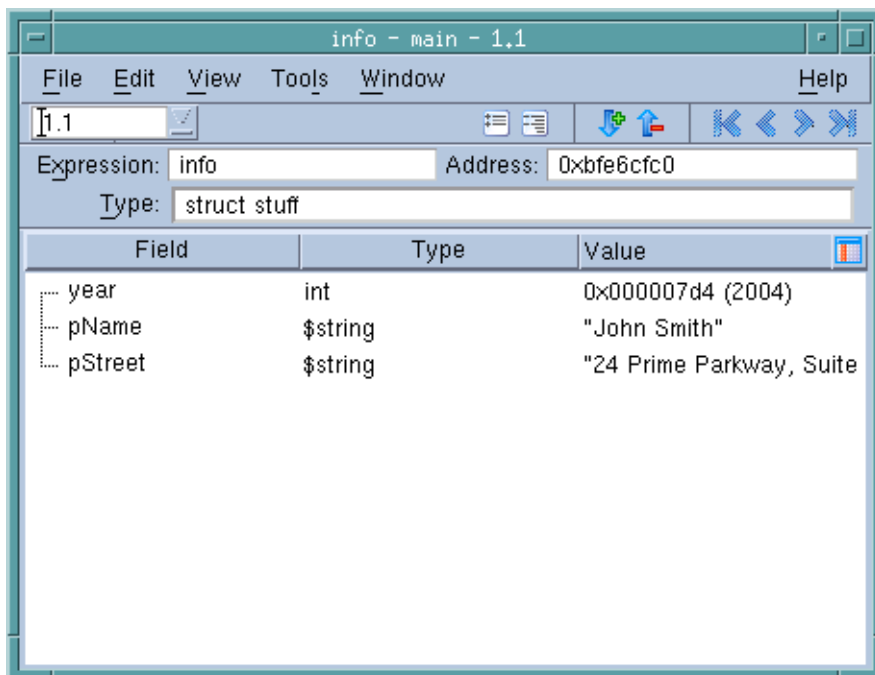 info - main - 1.1
File Edit View Tools Window Help
1.1
Expression: info Address: 0xbfe6cfc0
Type: struct stuff
Field Type Value
year int 0x000007d4 (2004)
pName $string "John Smith"
pStreet $string "24 Prime Parkway, Suite